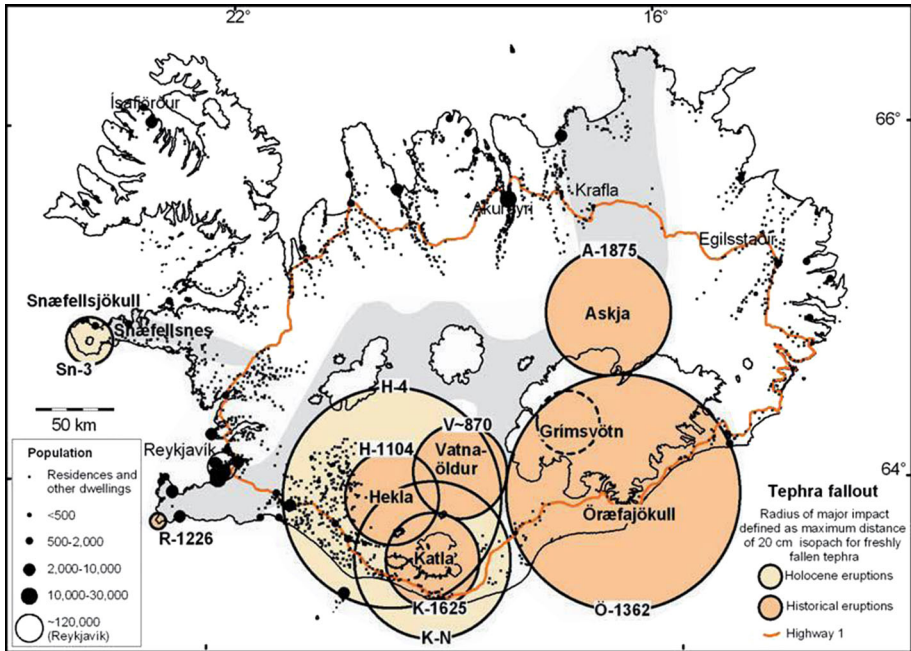 22°
16°
Ísafjörður
66°
Krafla
Akureyri
Egilsstaðir
A-1875
Snæfellsjökull
Askja
Snæfellsnes
Sn-3
H-4
50 km
V~870
Grímsvötn
H-1104
Vatna-
öldur
Reykjavik
64°
Hekla
Öræfajökull
R-1226
Katla
K-1625
Ö-1362
K-N
Population
Residences and
other dwellings
<500
500-2,000
2,000-10,000
10,000-30,000
~120,000
(Reykjavik)
Tephra fallout
Radius of major impact
defined as maximum distance
of 20 cm isopach for freshly
fallen tephra
Holocene eruptions
Historical eruptions
Highway 1